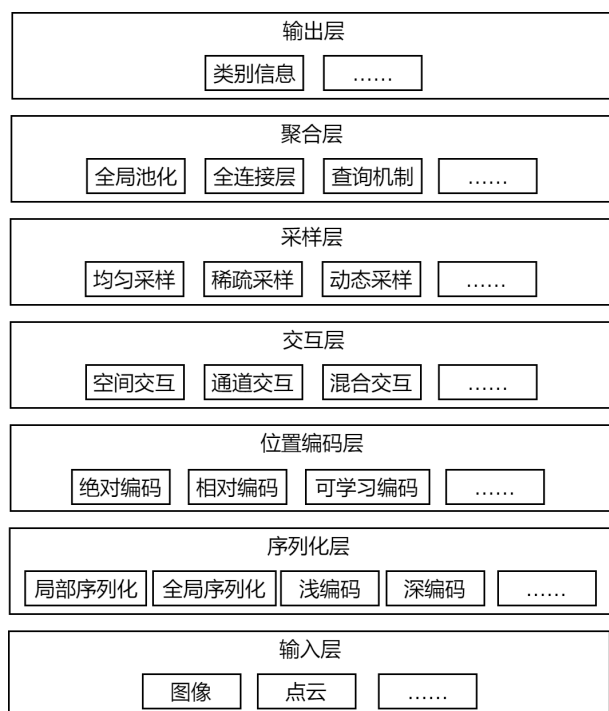 输出层
类别信息 ……
聚合层
全局池化 全连接层 查询机制 ……
采样层
均匀采样 稀疏采样 动态采样 ……
交互层
空间交互 通道交互 混合交互 ……
位置编码层
绝对编码 相对编码 可学习编码 ……
序列化层
局部序列化 全局序列化 浅编码 深编码 ……
输入层
图像 点云 ……